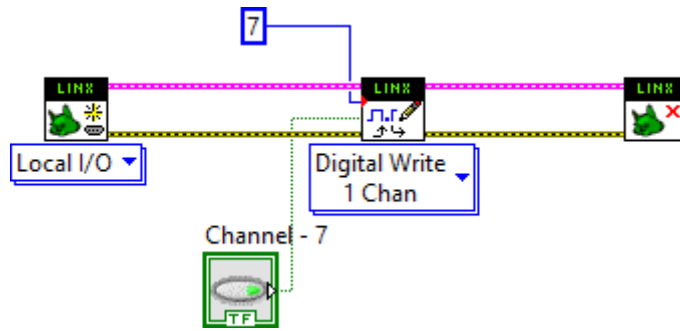 7
LINX
LINX
LINX
Local I/O
Digital Write
1 Chan
Channel - 7
TF